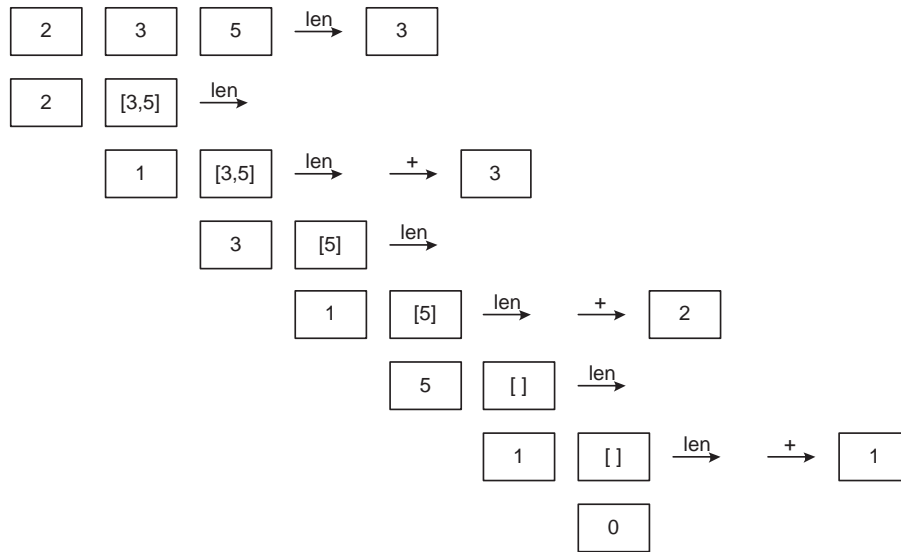 2 3 5 len 3
2 [3,5] len
1 [3,5] len + 3
3 [5] len
1 [5] len + 2
5 [ ] len
1 [ ] len + 1
0